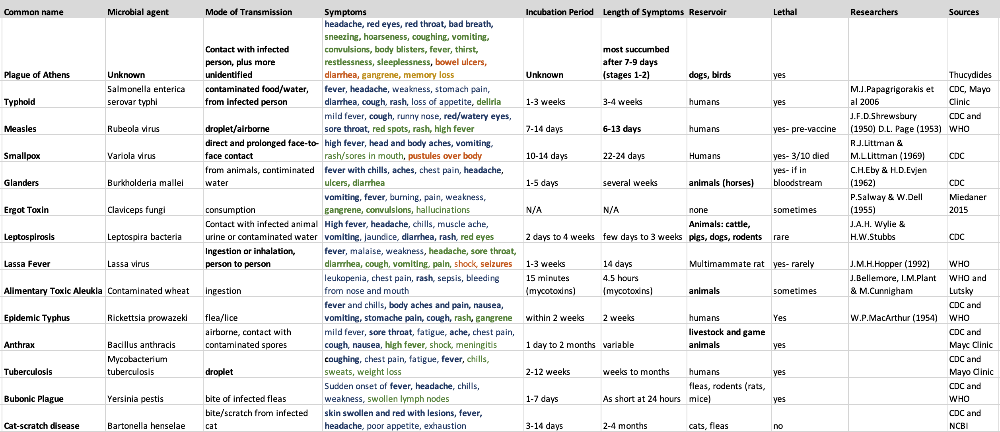 Common name Microbial agent Mode of Transmission Symptoms Incubation Period Length of Symptoms Reservoir Lethal Researchers Sources
headache, red eyes, red throat, bad breath,
sneezing, hoarseness, coughing, vomiting,
Contact with infected convulsions, body blisters, fever, thirst, most succumbed
person, plus more restlessness, sleeplessness, bowel ulcers, after 7-9 days
Plague of Athens Unknown unidentified diarrhea, gangrene, memory loss Unknown (stages 1-2) dogs, birds yes Thucydides
Salmonella enterica contaminated food/water, fever, headache, weakness, stomach pain, M.J.Papagrigorakis et CDC, Mayo
Typhoid serovar typhi from infected person diarrhea, cough, rash, loss of appetite, deliria 1-3 weeks 3-4 weeks humans yes al 2006 Clinic
mild fever, cough, runny nose, red/watery eyes, J.F.D.Shrewsbury CDC and
Measles Rubeola virus droplet/airborne sore throat, red spots, rash, high fever 7-14 days 6-13 days humans yes- pre-vaccine (1950) D.L. Page (1953) WHO
direct and prolonged face-to- high fever, head and body aches, vomiting, R.J.Littman &
Smallpox Variola virus face contact rash/sores in mouth, pustules over body 10-14 days 22-24 days Humans yes- 3/10 died M.L.Littman (1969) CDC
from animals, contiminated fever with chills, aches, chest pain, headache, yes- if in C.H.Eby & H.D.Evjen
Glanders Burkholderia mallei water ulcers, diarrhea 1-5 days several weeks animals (horses) bloodstream (1962) CDC
vomiting, fever, burning, pain, weakness, P.Salway & W.Dell Miedaner
Ergot Toxin Claviceps fungi consumption gangrene, convulsions, hallucinations N/A N/A none sometimes (1955) 2015
Contact with infected animal High fever, headache, chills, muscle ache, Animals: cattle, J.A.H. Wylie &
Leptospirosis Leptospira bacteria urine or contaminated water vomiting, jaundice, diarrhea, rash, red eyes 2 days to 4 weeks few days to 3 weeks pigs, dogs, rodents rare H.W.Stubbs CDC
Ingestion or inhalation, fever, malaise, weakness, headache, sore throat,
Lassa Fever Lassa virus person to person diarrrhea, cough, vomiting, pain, shock, seizures 1-3 weeks 14 days Multimammate rat yes- rarely J.M.H.Hopper (1992) WHO
leukopenia, chest pain, rash, sepsis, bleeding 15 minutes 4.5 hours J.Bellemore, I.M.Plant WHO and
Alimentary Toxic Aleukia Contaminated wheat ingestion from nose and mouth (mycotoxins) (mycotoxins) animals sometimes & M.Cunnigham Lutsky
fever and chills, body aches and pain, nausea, CDC and
Epidemic Typhus Rickettsia prowazeki flea/lice vomiting, stomache pain, cough, rash, gangrene within 2 weeks 2 weeks humans Yes W.P.MacArthur (1954) WHO
airborne, contact with mild fever, sore throat, fatigue, ache, chest pain, livestock and game CDC and
Anthrax Bacillus anthracis contaminated spores cough, nausea, high fever, shock, meningitis 1 day to 2 months variable animals yes Mayc Clinic
Mycobacterium coughing, chest pain, fatigue, fever, chills, CDC and
Tuberculosis tuberculosis droplet sweats, weight loss 2-12 weeks weeks to months humans yes Mayo Clinic
Sudden onset of fever, headache, chills, fleas, rodents (rats, CDC and
Bubonic Plague Yersinia pestis bite of infected fleas weakness, swollen lymph nodes 1-7 days As short at 24 hours mice) yes WHO
bite/scratch from infected skin swollen and red with lesions, fever, CDC and
Cat-scratch disease Bartonella henselae cat headache, poor appetite, exhaustion 3-14 days 2-4 months cats, fleas no NCBI